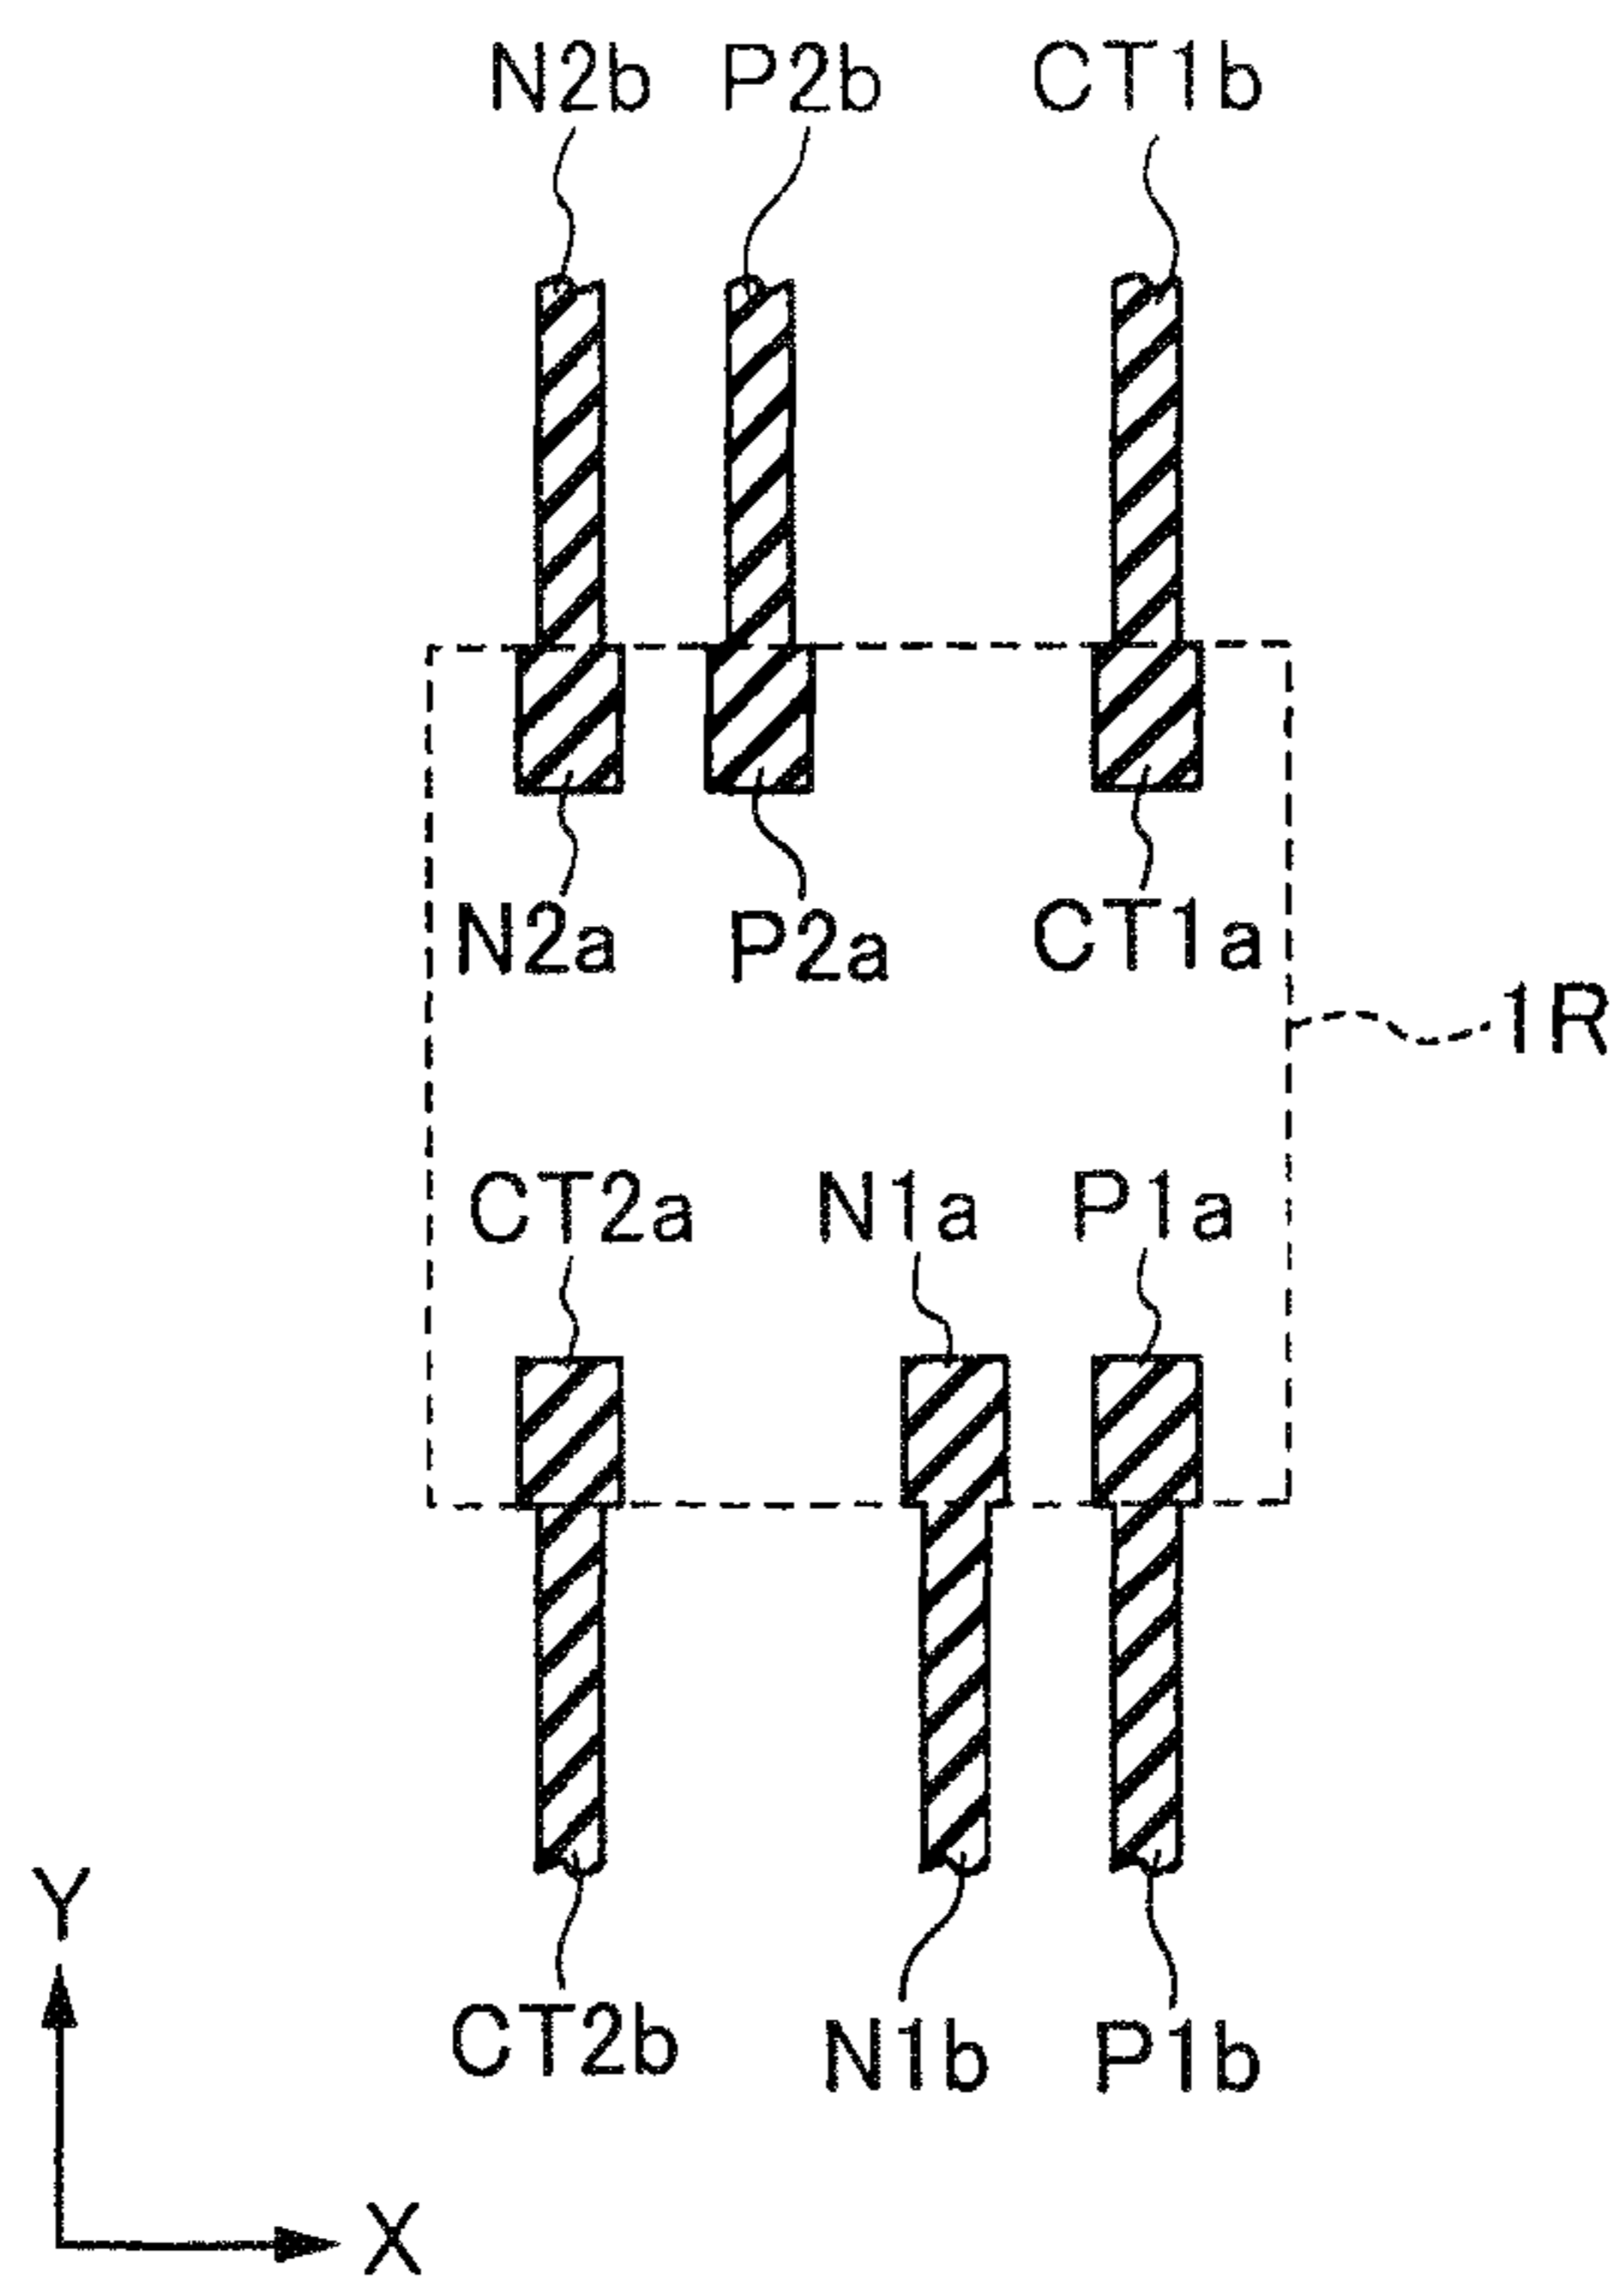 N2b P2b CT1b
N2a P2a CT1a
1R
CT2a N1a P1a
Y
CT2b N1b P1b
X